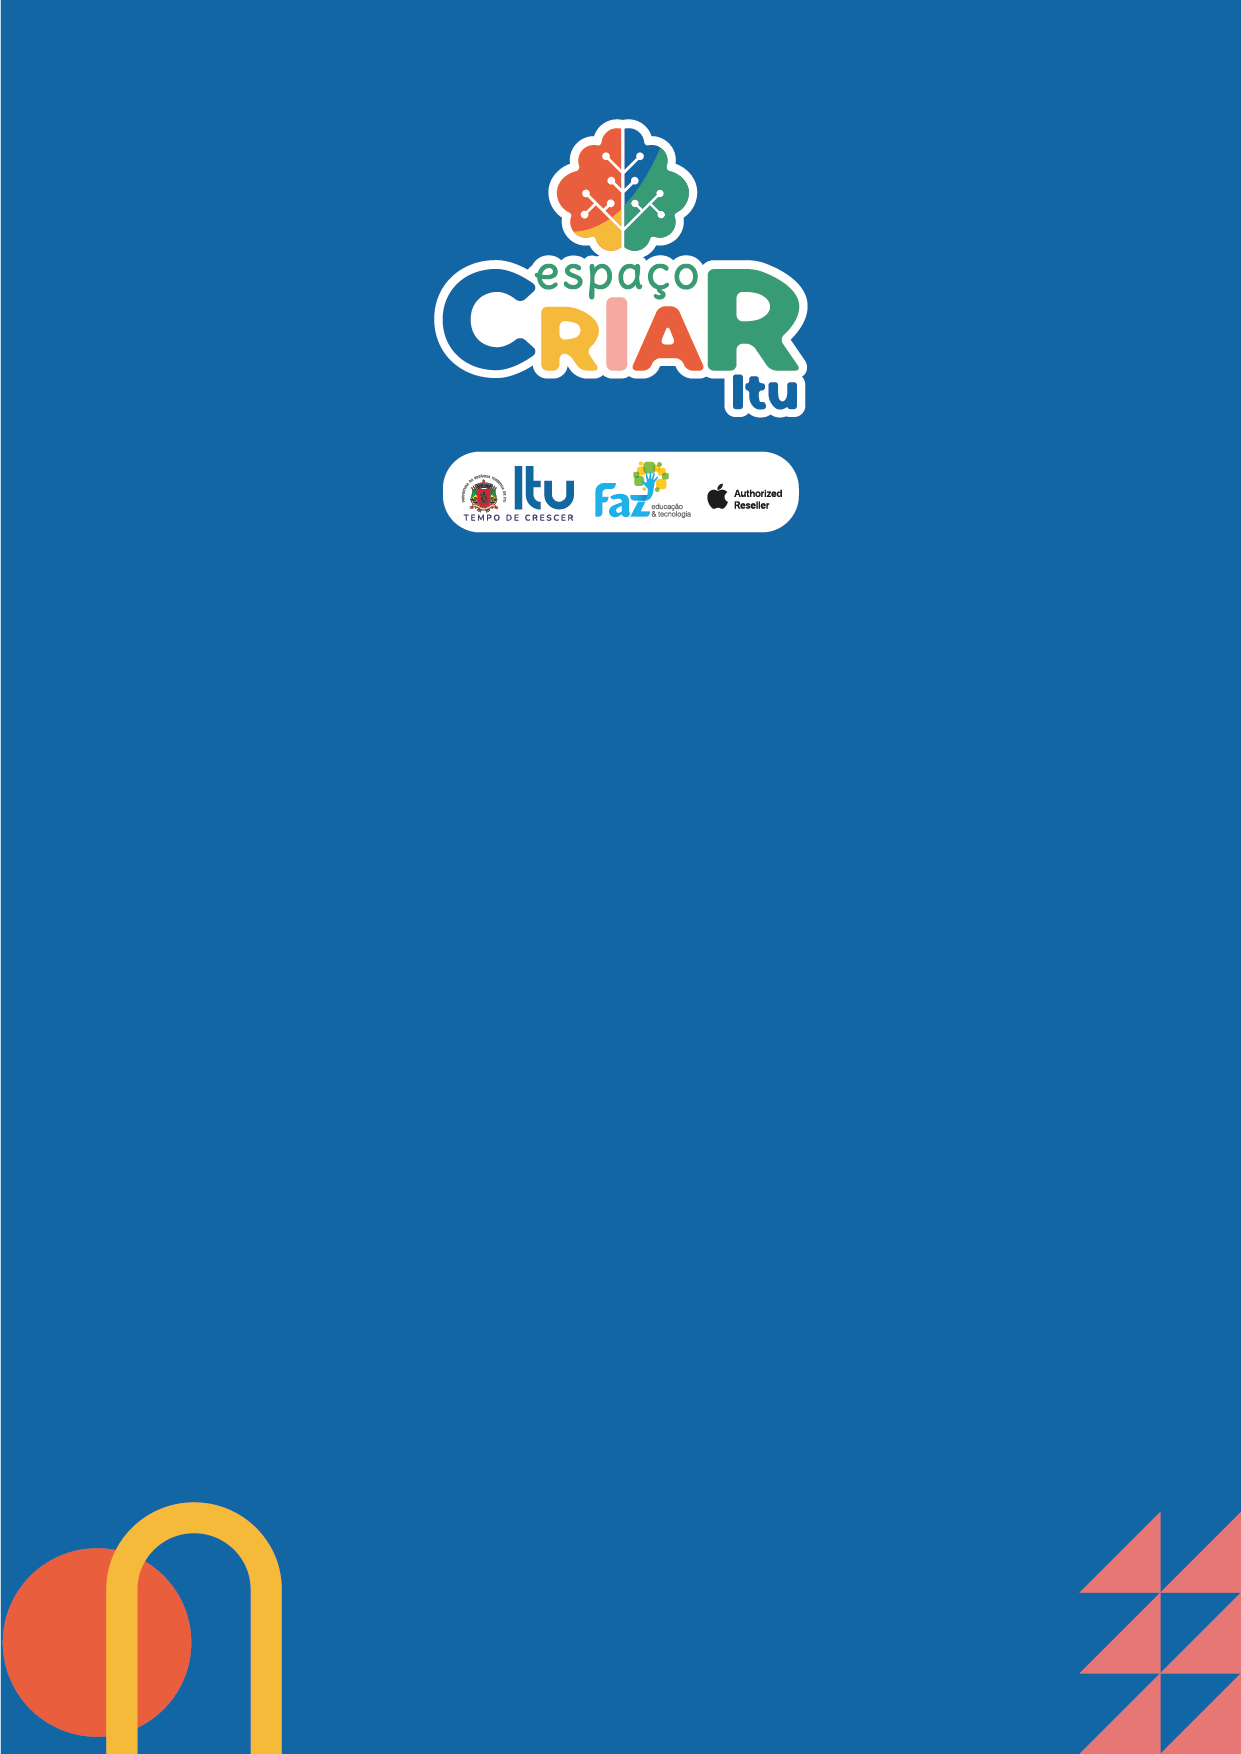 espaço
CRIAR
Itu
Itu
TEMPO DE CRESCER
faz
educação
& tecnologia
Authorized
Reseller